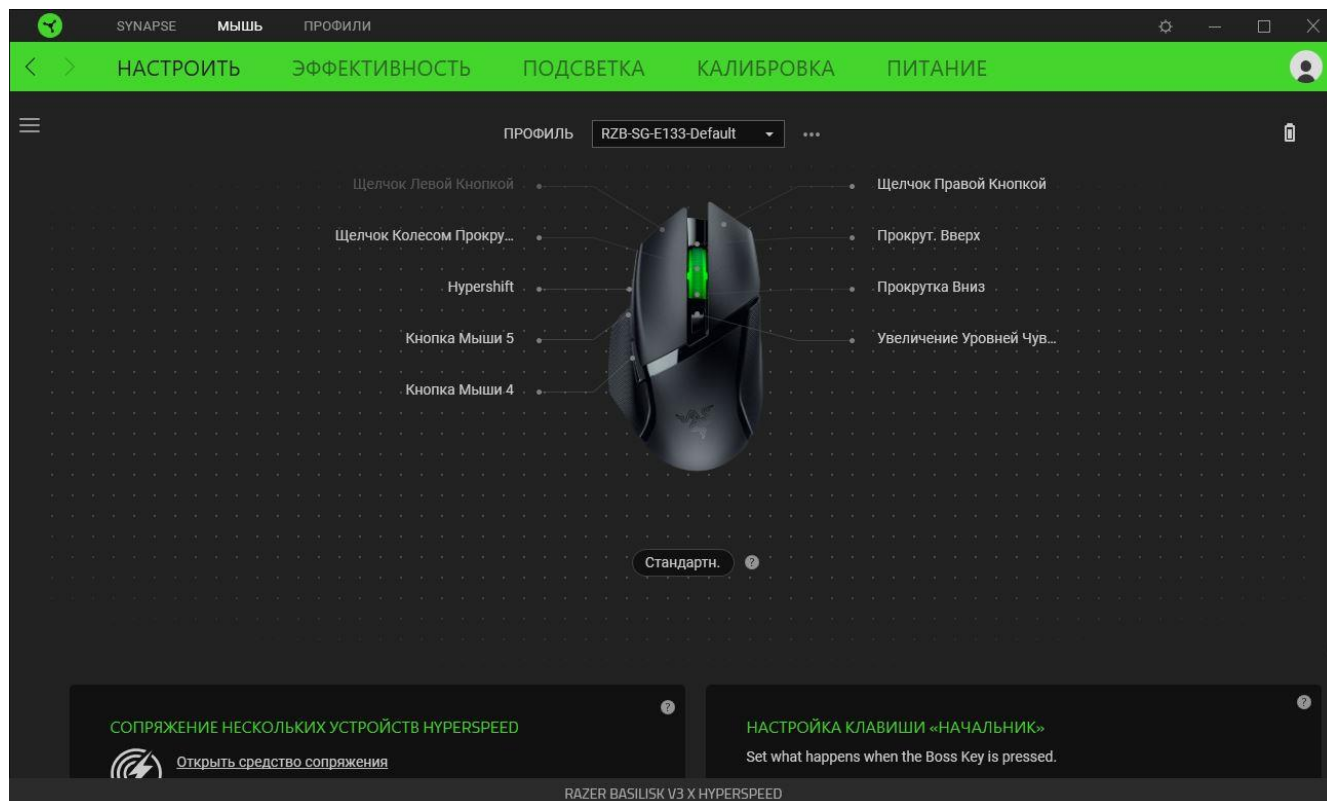 SYNAPSE МЫШЬ ПРОФИЛИ
НАСТРОИТЬ ЭФФЕКТИВНОСТЬ ПОДСВЕТКА КАЛИБРОВКА ПИТАНИЕ
ПРОФИЛЬ RZB-SG-E133-Default
Щелчок Левой Кнопкой Щелчок Правой Кнопкой
Щелчок Колесом Прокру... Прокрут. Вверх
Hypershift Прокрутка Вниз
Кнопка Мыши 5 Увеличение Уровней Чув...
Кнопка Мыши 4
Стандартн. ?
? ?
СОПРЯЖЕНИЕ НЕСКОЛЬКИХ УСТРОЙСТВ HYPERSPEED НАСТРОЙКА КЛАВИШИ «НАЧАЛЬНИК»
Открыть средство сопряжения Set what happens when the Boss Key is pressed.
RAZER BASILISK V3 X HYPERSPEED